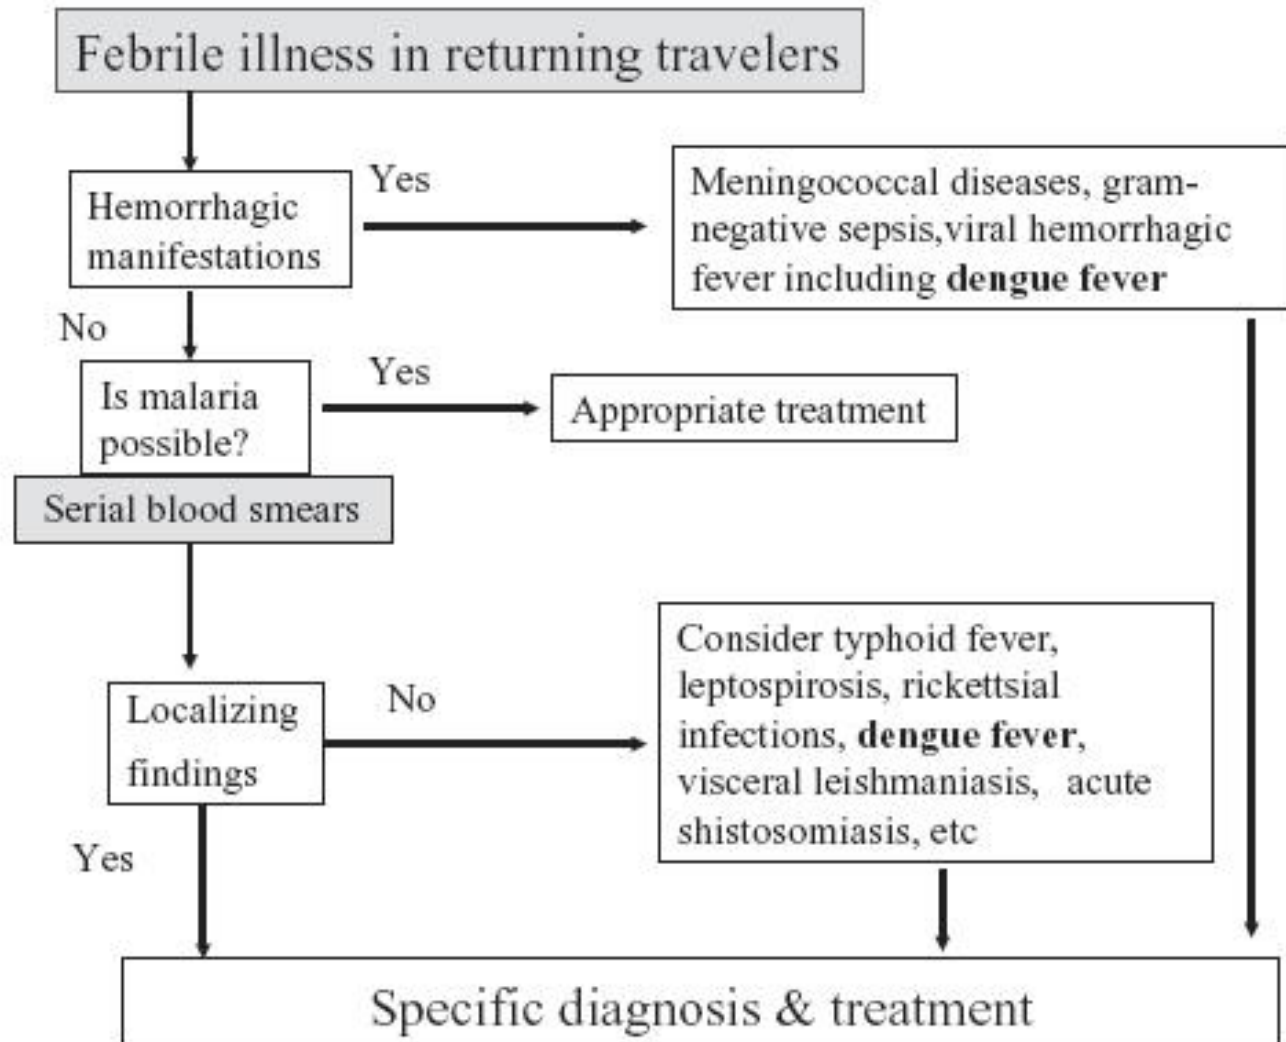 Febrile illness in returning travelers
Hemorrhagic
manifestations
Yes
Meningococcal diseases, gram-
negative sepsis,viral hemorrhagic
fever including dengue fever
No
Is malaria
possible?
Yes
Appropriate treatment
Serial blood smears
Localizing
findings
No
Consider typhoid fever,
leptospirosis, rickettsial
infections, dengue fever,
visceral leishmaniasis, acute
shistosomiasis, etc
Yes
Specific diagnosis & treatment